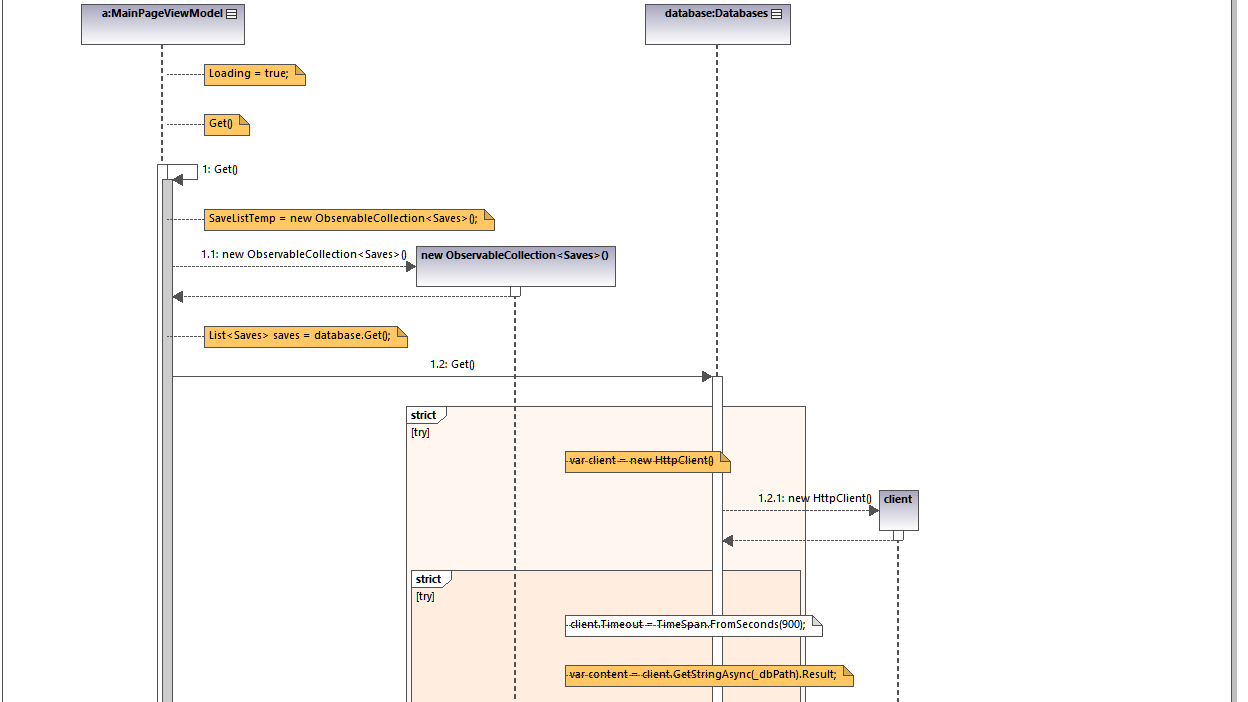 a:MainPageViewModel
database:Databases
Loading = true;
Get()
1: Get()
SaveListTemp = new ObservableCollection<Saves>();
1.1: new ObservableCollection<Saves>()
new ObservableCollection<Saves>()
List<Saves> saves = database.Get();
1.2: Get()
strict
[try]
var client = new HttpClient()
1.2.1: new HttpClient()
client
strict
[try]
client.Timeout = TimeSpan.FromSeconds(900);
var content = client.GetStringAsync(_dbPath).Result;